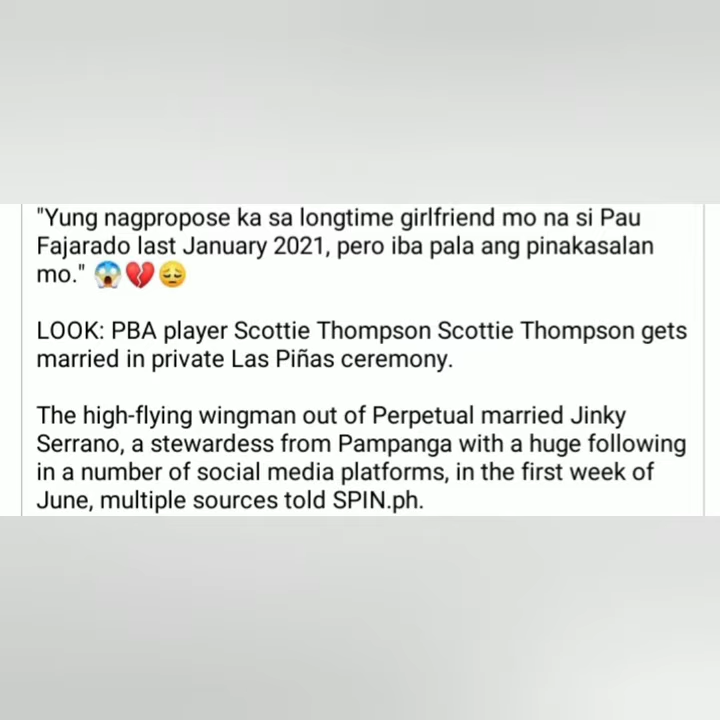 "Yung nagpropose ka sa longtime girlfriend mo na si Pau
Fajarado last January 2021, pero iba pala ang pinakasalan
mo." 😱💔😔
LOOK: PBA player Scottie Thompson Scottie Thompson gets
married in private Las Piñas ceremony.
The high-flying wingman out of Perpetual married Jinky
Serrano, a stewardess from Pampanga with a huge following
in a number of social media platforms, in the first week of
June, multiple sources told SPIN.ph.